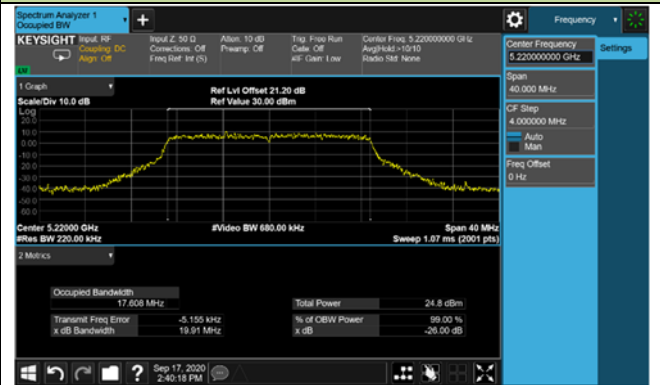 Spectrum Analyzer 1
Occupied BW
+
Frequency
KEYSIGHT
Input: RF
Coupling: DC
Align: Off
Input Z: 50 Ω
Corrections: Off
Freq Ref: Int (S)
Atten: 10 dB
Preamp: Off
Trig: Free Run
Gate: Off
#IF Gain: Low
Center Freq: 5.220000000 GHz
Avg|Hold:>10/10
Radio Std: None
Center Frequency
5.220000000 GHz
Settings
Span
40.000 MHz
CF Step
4.000000 MHz
Auto
Man
Freq Offset
0 Hz
1 Graph
Scale/Div 10.0 dB
Ref Lvl Offset 21.20 dB
Ref Value 30.00 dBm
Log
20.0
10.0
0.00
-10.0
-20.0
-30.0
-40.0
-50.0
-60.0
Center 5.22000 GHz
#Res BW 220.00 kHz
#Video BW 680.00 kHz
Span 40 MHz
Sweep 1.07 ms (2001 pts)
2 Metrics
Occupied Bandwidth
17.608 MHz
Total Power 24.8 dBm
Transmit Freq Error -5.155 kHz
% of OBW Power 99.00 %
x dB Bandwidth 19.91 MHz
x dB -26.00 dB
?
Sep 17, 2020
2:40:18 PM